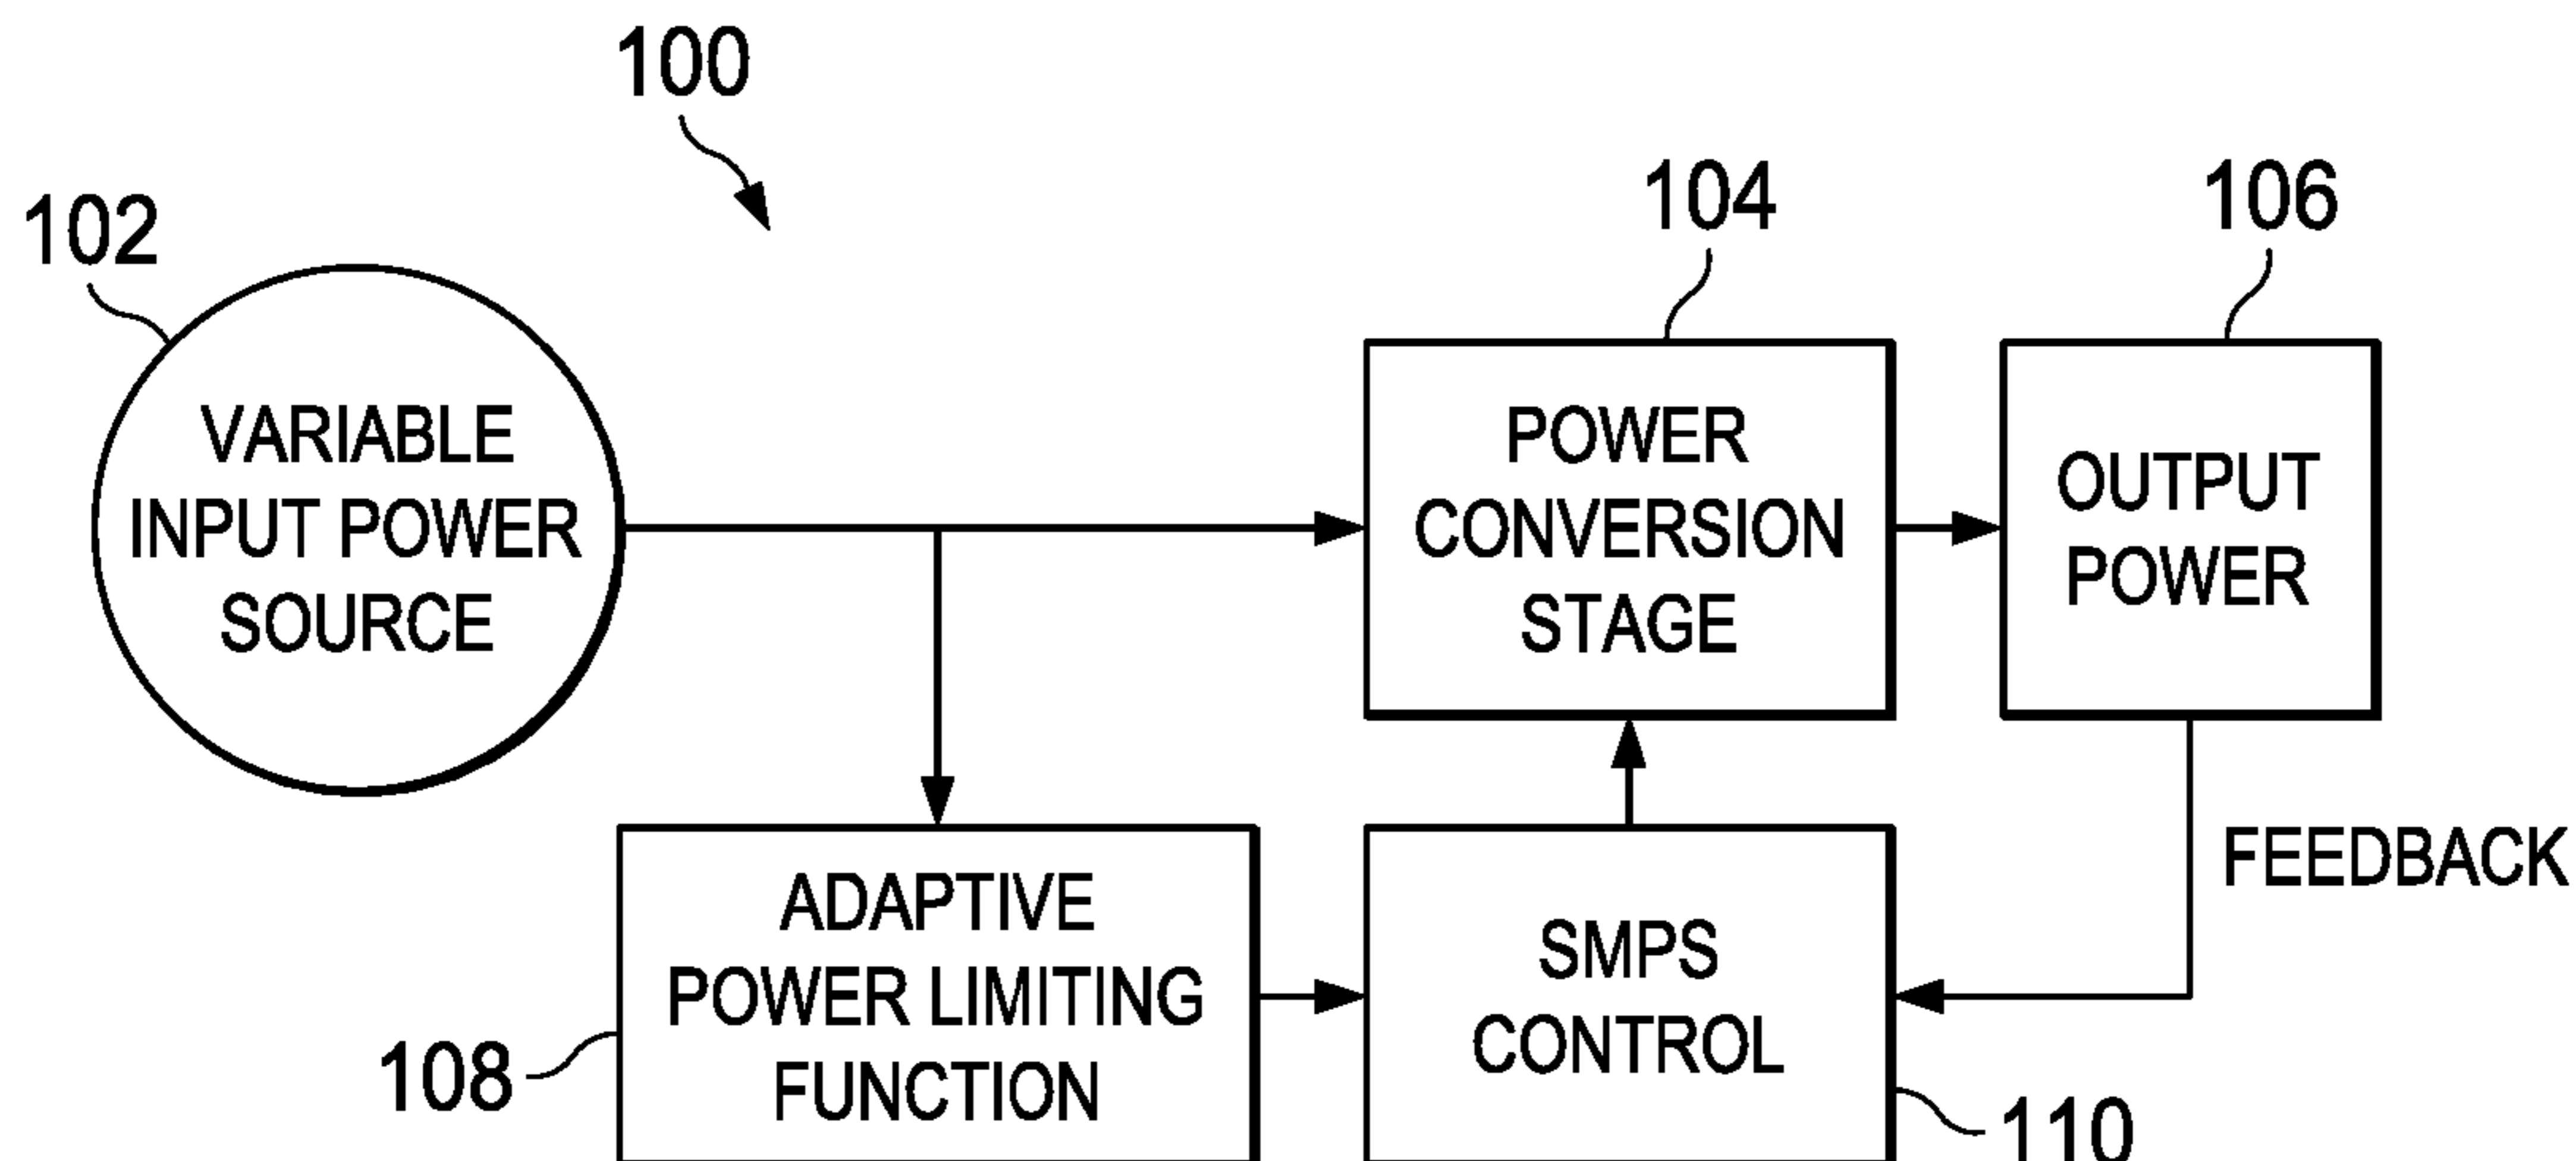 100
102
VARIABLE
INPUT POWER
SOURCE
104
POWER
CONVERSION
STAGE
106
OUTPUT
POWER
FEEDBACK
ADAPTIVE
POWER LIMITING
FUNCTION
108
SMPS
CONTROL
110